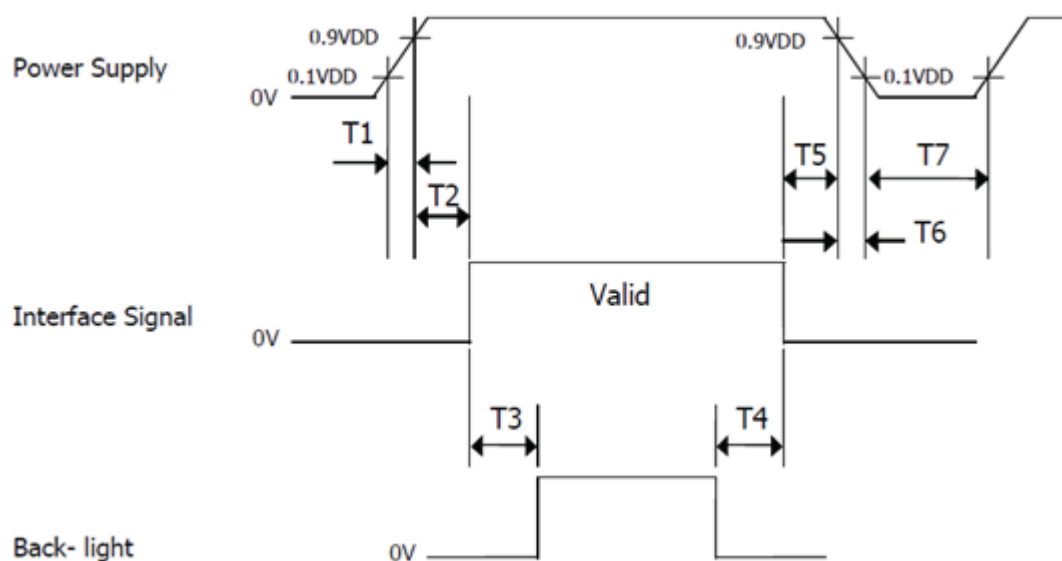 0.9VDD 0.9VDD
Power Supply 0.1VDD 0.1VDD
0V
T1 T5 T7
T2
T6
Valid
Interface Signal
0V
T3 T4
Back- light 0V